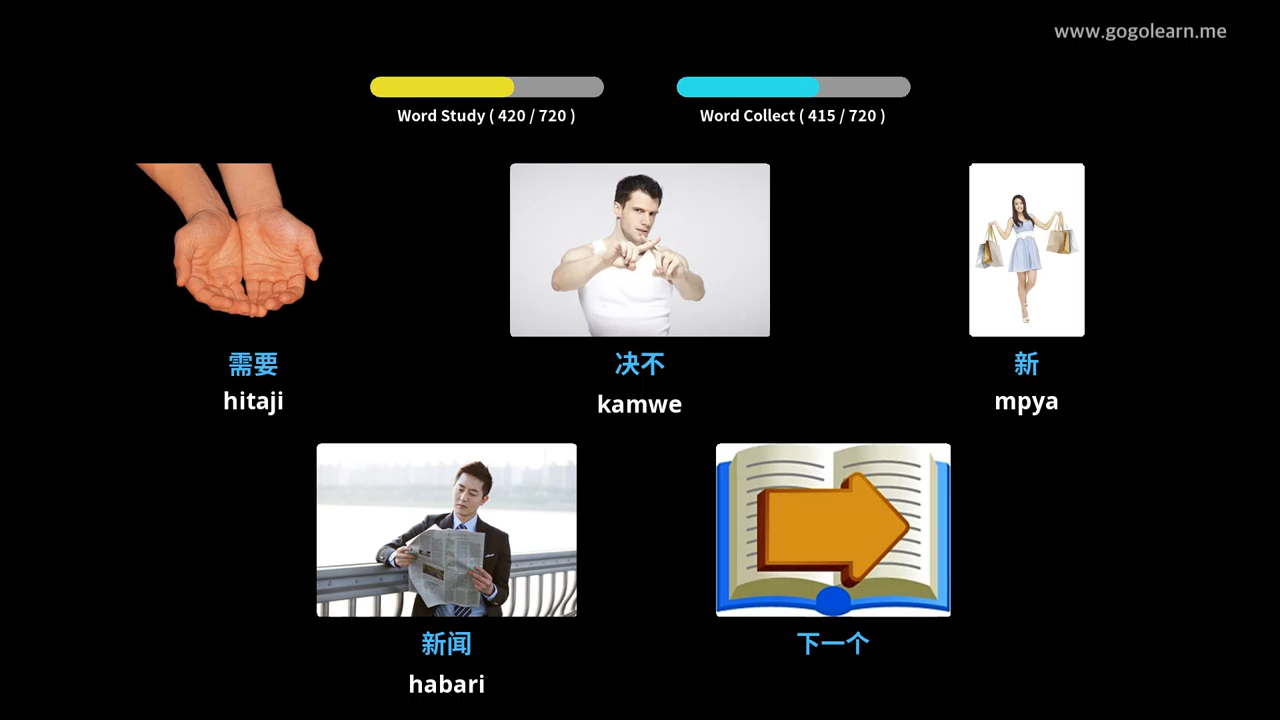 www.gogolearn.me
Word Study ( 420 / 720 )
Word Collect ( 415 / 720 )
需要
hitaji
决不
kamwe
新
mpya
新闻
habari
下一个